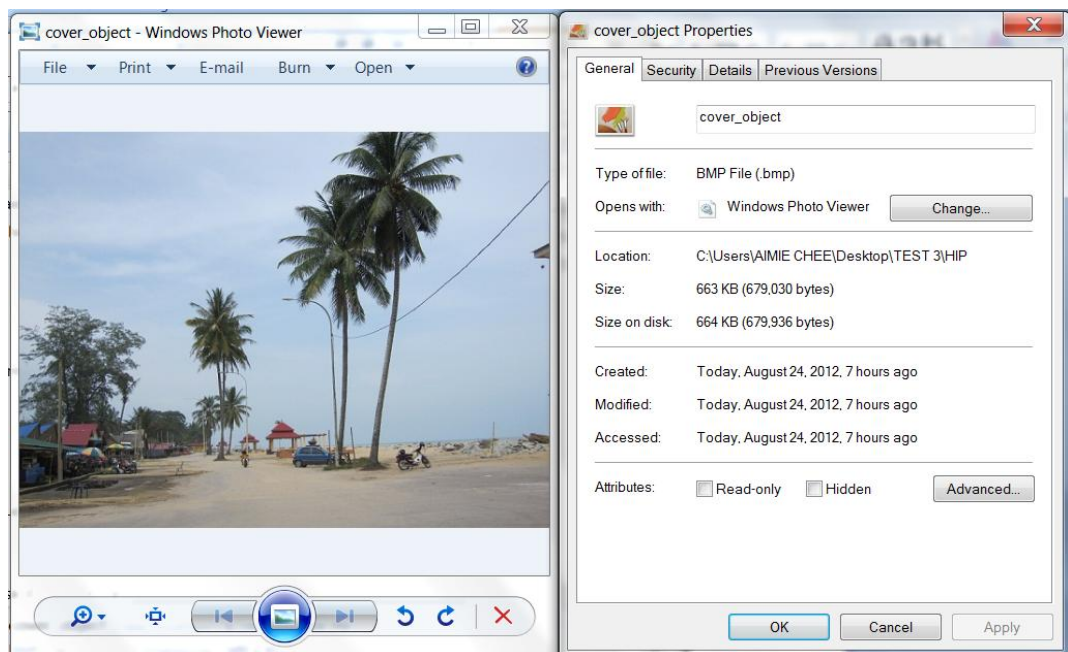 cover_object - Windows Photo Viewer
File Print E-mail Burn Open
cover_object Properties
General Security Details Previous Versions
cover_object
Type of file: BMP File (.bmp)
Opens with: Windows Photo Viewer Change...
Location: C:\Users\AIMIE CHEE\Desktop\TEST 3\HIP
Size: 663 KB (679,030 bytes)
Size on disk: 664 KB (679,936 bytes)
Created: Today, August 24, 2012, 7 hours ago
Modified: Today, August 24, 2012, 7 hours ago
Accessed: Today, August 24, 2012, 7 hours ago
Attributes: Read-only Hidden Advanced...
OK Cancel Apply